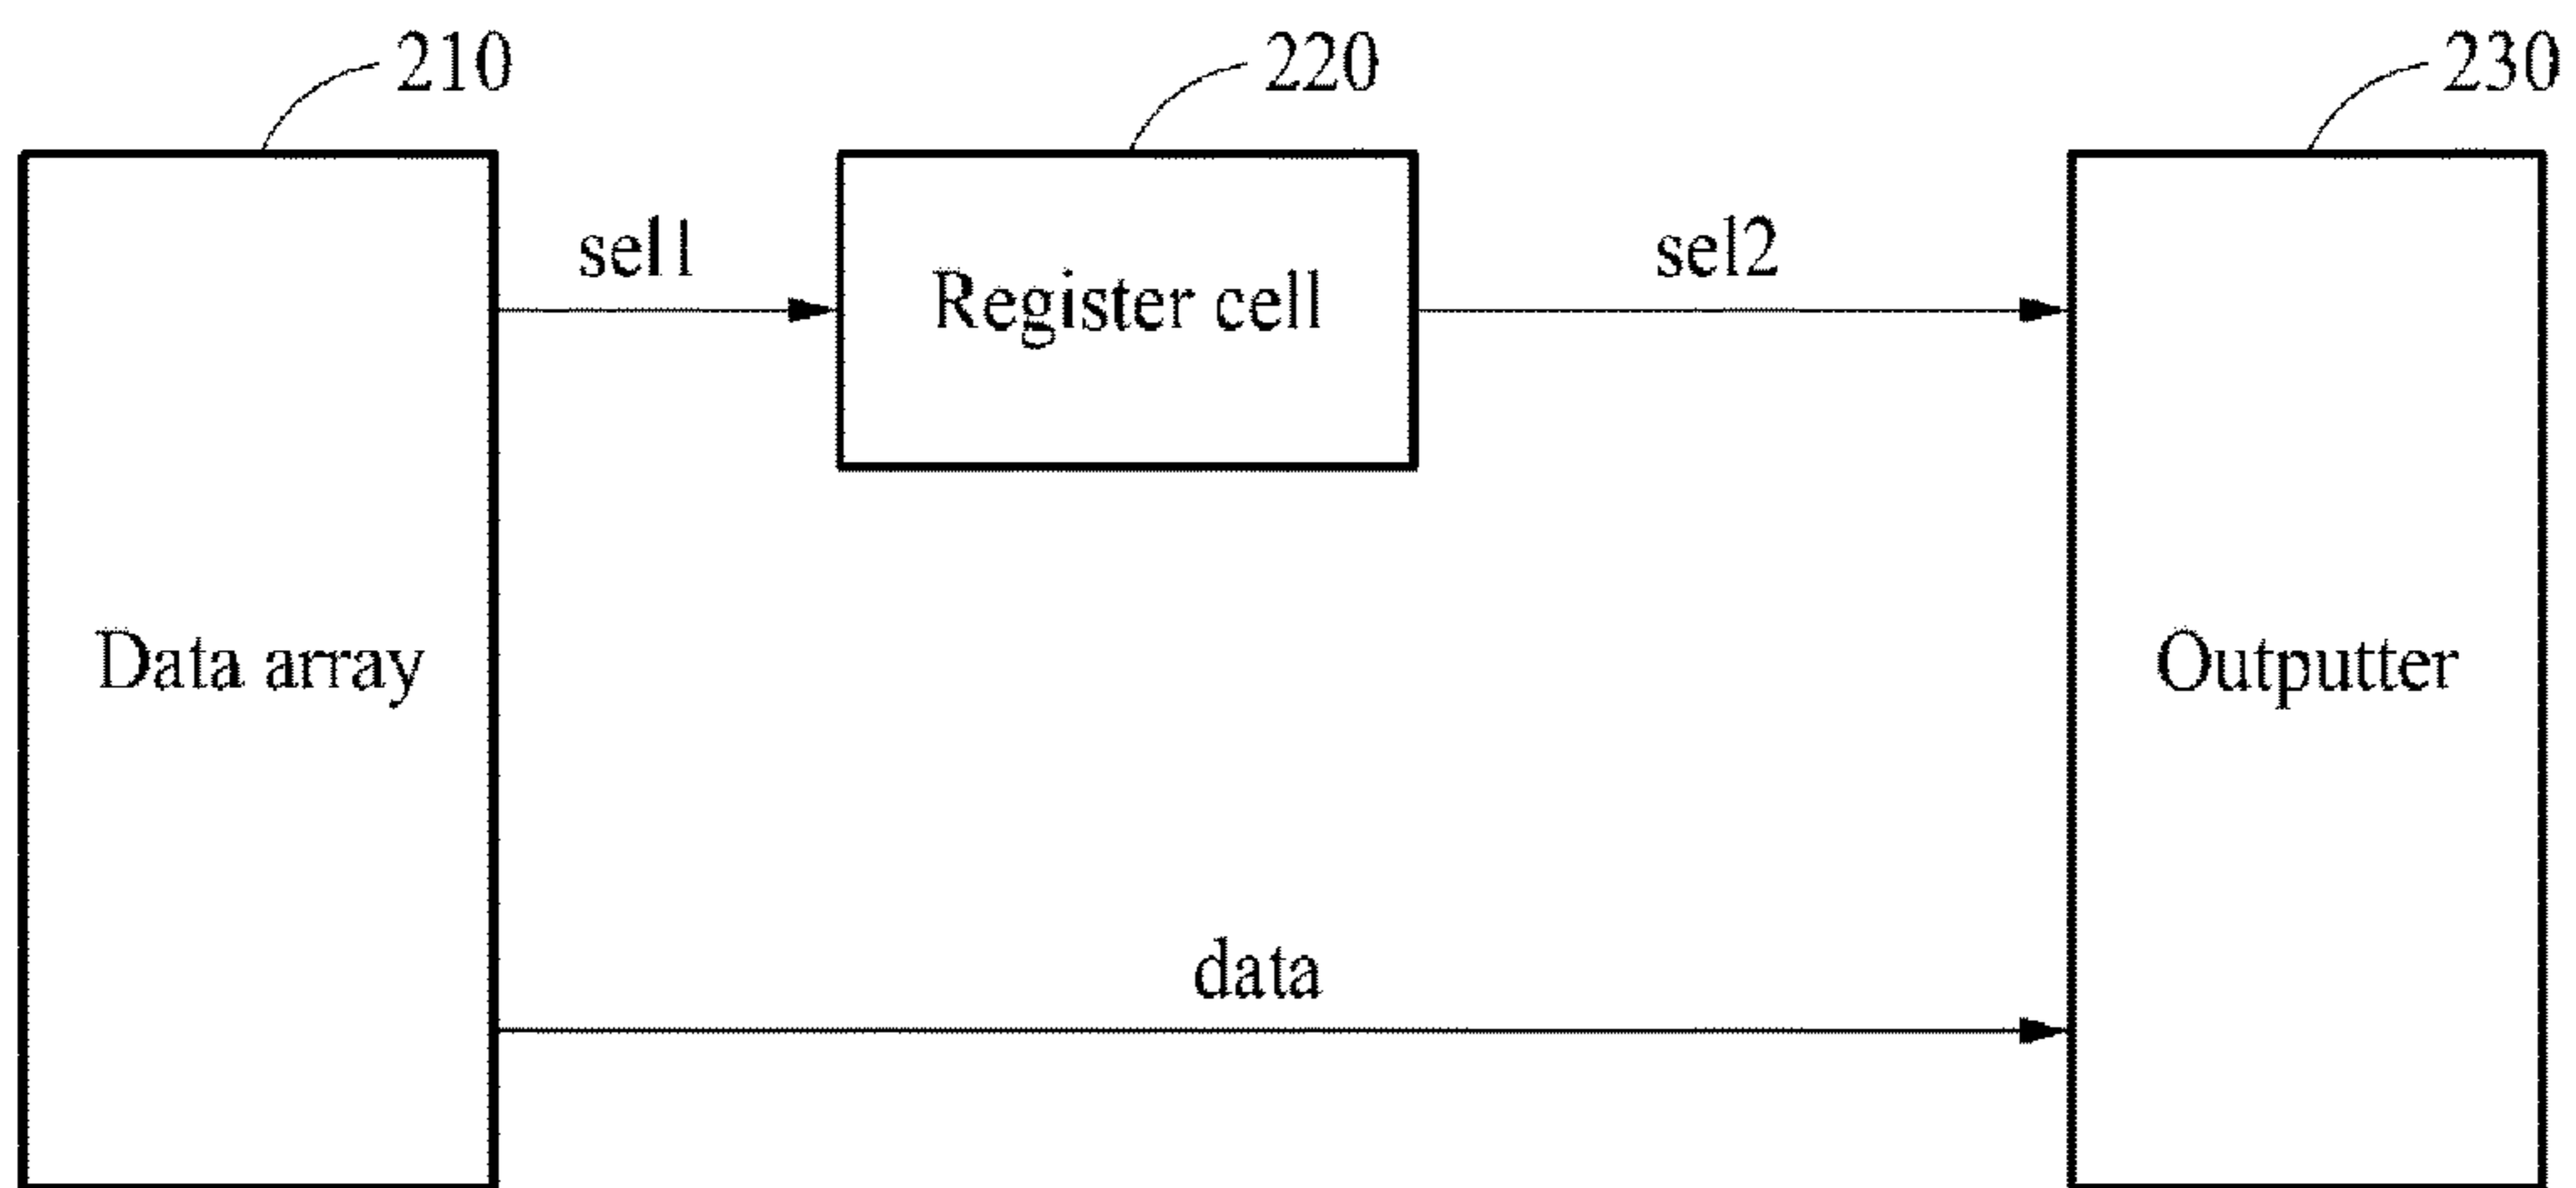 210
220
230
sel1
sel2
Register cell
Data array
Outputter
data